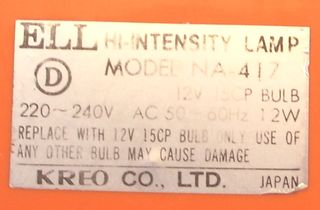 ELL HI-INTENSITY LAMP
D MODEL NA-417
12V 15CP BULB
220~240V AC 50~60Hz 12W
REPLACE WITH 12V 15CP BULB ONLY USE OF
ANY OTHER BULB MAY CAUSE DAMAGE
KREO CO., LTD. JAPAN